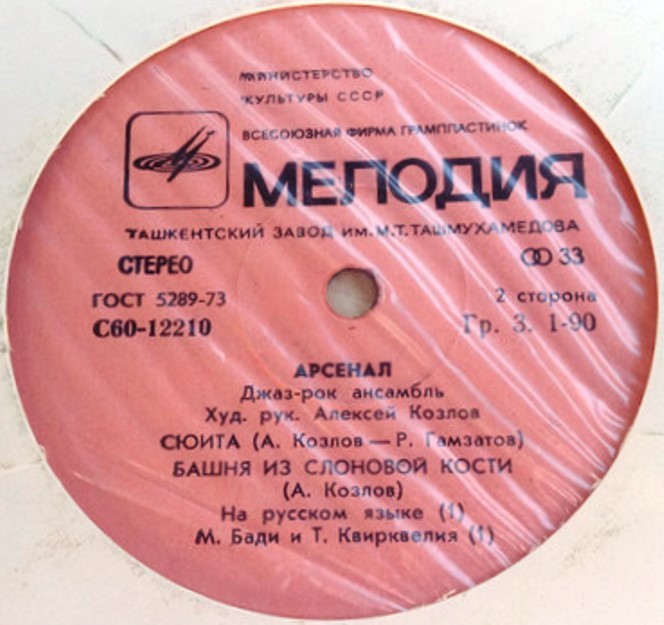 МИНИСТЕРСТВО
КУЛЬТУРЫ СССР
ВСЕСОЮЗНАЯ ФИРМА ГРАМПЛАСТИНОК
МЕЛОДИЯ
ТАШКЕНТСКИЙ ЗАВОД ИМ. М.Т. ТАШМУХАМЕДОВА
СТЕРЕО
33
ГОСТ 5289-73
2 сторона
С60-12210
Гр. 3. 1-90
АРСЕНАЛ
Джаз-рок ансамбль
Худ. рук. Алексей Козлов
СЮИТА (А. Козлов — Р. Гамзатов)
БАШНЯ ИЗ СЛОНОВОЙ КОСТИ
(А. Козлов)
На русском языке (1)
М. Бади и Т. Квирквелия (1)